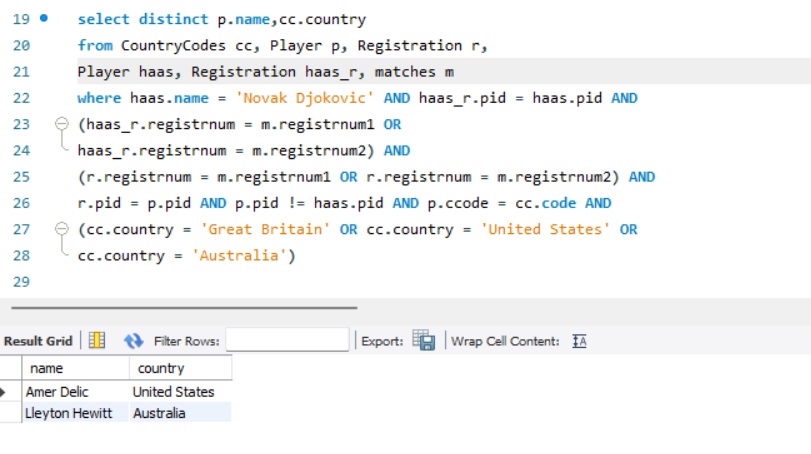 19 select distinct p.name,cc.country
20 from CountryCodes cc, Player p, Registration r,
21 Player haas, Registration haas_r, matches m
22 where haas.name = 'Novak Djokovic' AND haas_r.pid = haas.pid AND
23 (haas_r.registrnum = m.registrnum1 OR
24 haas_r.registrnum = m.registrnum2) AND
25 (r.registrnum = m.registrnum1 OR r.registrnum = m.registrnum2) AND
26 r.pid = p.pid AND p.pid != haas.pid AND p.ccode = cc.code AND
27 (cc.country = 'Great Britain' OR cc.country = 'United States' OR
28 cc.country = 'Australia')
29
Result Grid Filter Rows: Export: Wrap Cell Content: IA
name country
Amer Delic United States
Lleyton Hewitt Australia